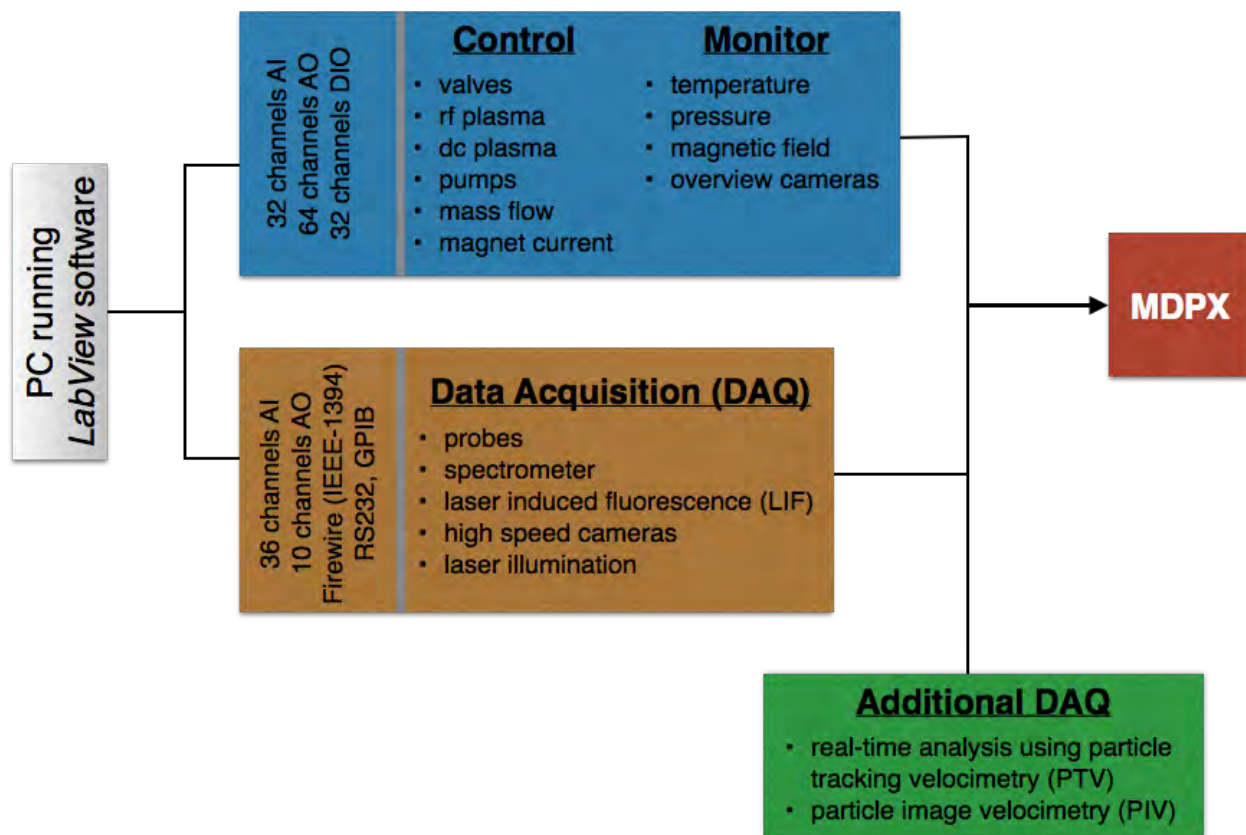 PC running
LabView software
32 channels AI
64 channels AO
32 channels DIO
Control
• valves
• rf plasma
• dc plasma
• pumps
• mass flow
• magnet current
Monitor
• temperature
• pressure
• magnetic field
• overview cameras
36 channels AI
10 channels AO
Firewire (IEEE-1394)
RS232, GPIB
Data Acquisition (DAQ)
• probes
• spectrometer
• laser induced fluorescence (LIF)
• high speed cameras
• laser illumination
MDPX
Additional DAQ
• real-time analysis using particle
tracking velocimetry (PTV)
• particle image velocimetry (PIV)